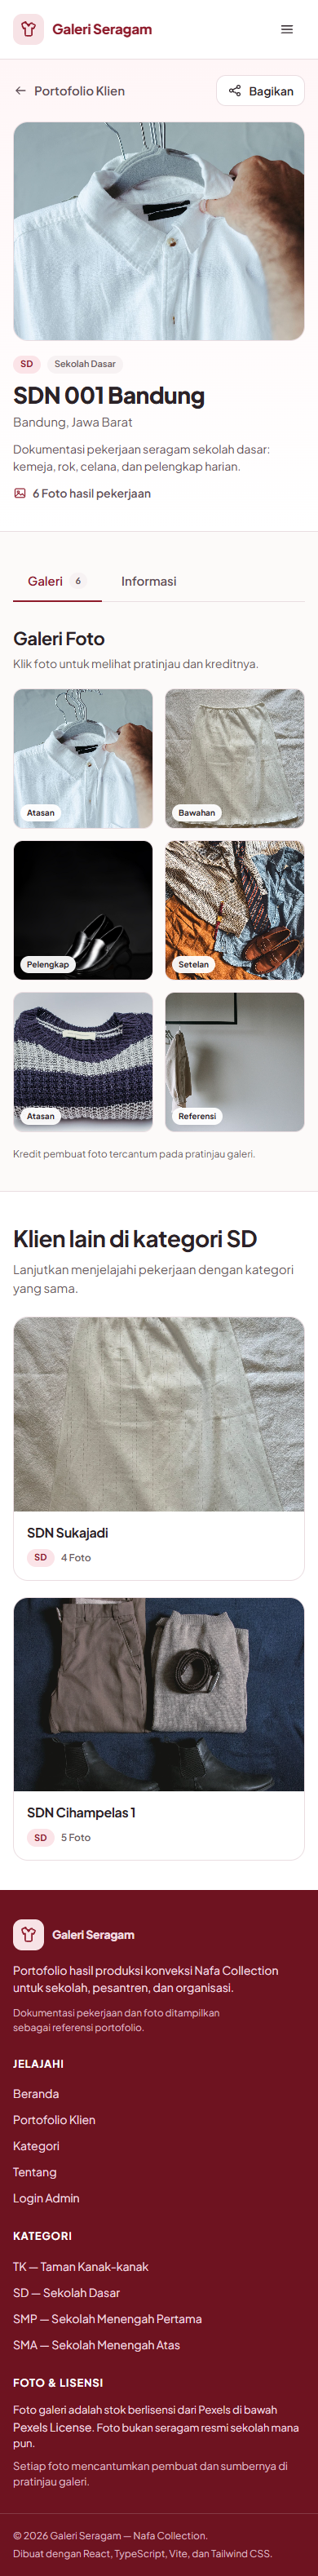 Galeri Seragam
Portofolio Klien
Bagikan
SD
Sekolah Dasar
SDN 001 Bandung
Bandung, Jawa Barat
Dokumentasi pekerjaan seragam sekolah dasar:
kemeja, rok, celana, dan pelengkap harian.
6 Foto hasil pekerjaan
Galeri 6
Informasi
Galeri Foto
Klik foto untuk melihat pratinjau dan kreditnya.
Atasan
Bawahan
Pelengkap
Setelan
Atasan
Referensi
Kredit pembuat foto tercantum pada pratinjau galeri.
Klien lain di kategori SD
Lanjutkan menjelajahi pekerjaan dengan kategori
yang sama.
SDN Sukajadi
SD 4 Foto
SDN Cihampelas 1
SD 5 Foto
Galeri Seragam
Portofolio hasil produksi konveksi Nafa Collection
untuk sekolah, pesantren, dan organisasi.
Dokumentasi pekerjaan dan foto ditampilkan
sebagai referensi portofolio.
JELAJAHI
Beranda
Portofolio Klien
Kategori
Tentang
Login Admin
KATEGORI
TK — Taman Kanak-kanak
SD — Sekolah Dasar
SMP — Sekolah Menengah Pertama
SMA — Sekolah Menengah Atas
FOTO & LISENSI
Foto galeri adalah stok berlisensi dari Pexels di bawah
Pexels License. Foto bukan seragam resmi sekolah mana
pun.
Setiap foto mencantumkan pembuat dan sumbernya di
pratinjau galeri.
© 2026 Galeri Seragam — Nafa Collection.
Dibuat dengan React, TypeScript, Vite, dan Tailwind CSS.